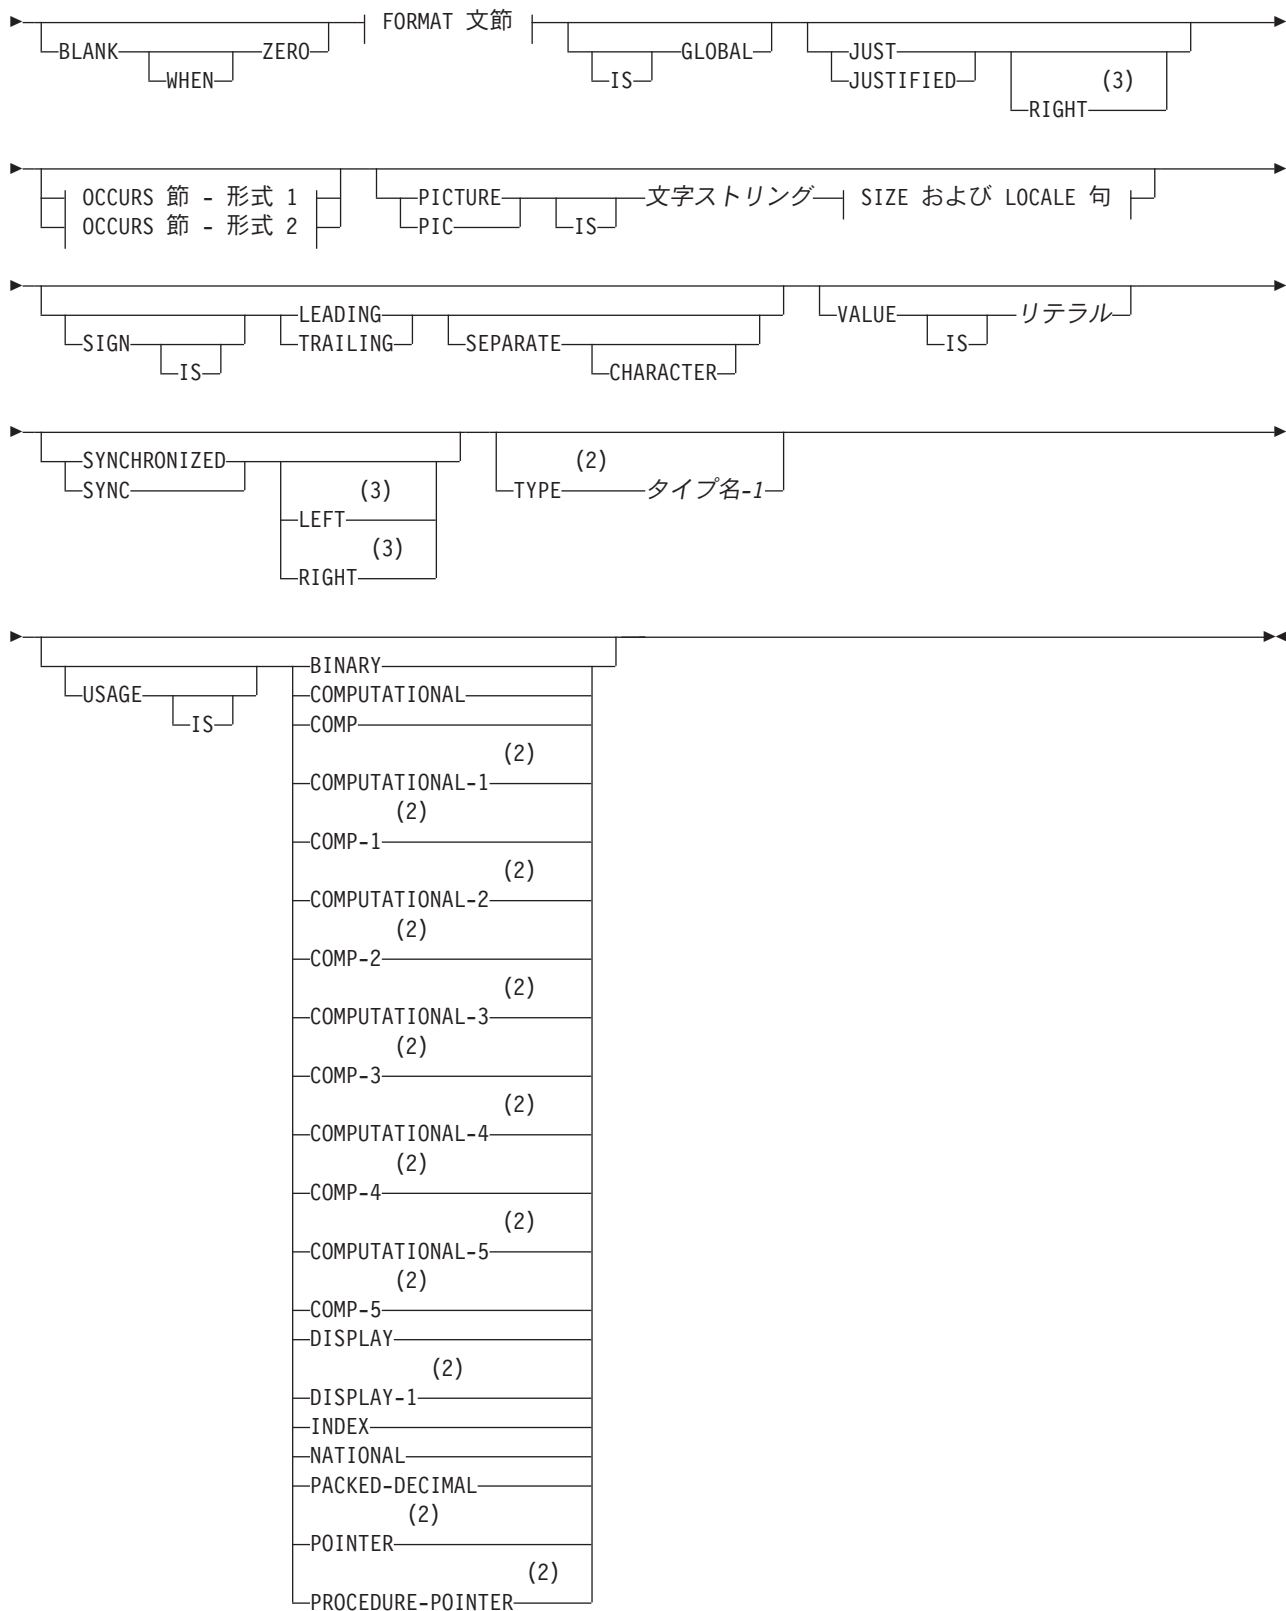 BLANK WHEN ZERO FORMAT 文節 IS GLOBAL JUST JUSTIFIED (3) RIGHT
OCCURS 節 - 形式 1
OCCURS 節 - 形式 2
PICTURE PIC IS 文字ストリング SIZE および LOCALE 句
SIGN IS LEADING TRAILING SEPARATE CHARACTER VALUE IS リテラル
SYNCHRONIZED SYNC (3) LEFT (3) RIGHT (2) TYPE タイプ名-1
USAGE IS
BINARY
COMPUTATIONAL
COMP
(2)
COMPUTATIONAL-1
(2)
COMP-1
(2)
COMPUTATIONAL-2
(2)
COMP-2
(2)
COMPUTATIONAL-3
(2)
COMP-3
(2)
COMPUTATIONAL-4
(2)
COMP-4
(2)
COMPUTATIONAL-5
(2)
COMP-5
DISPLAY
(2)
DISPLAY-1
INDEX
NATIONAL
PACKED-DECIMAL
(2)
POINTER
(2)
PROCEDURE-POINTER